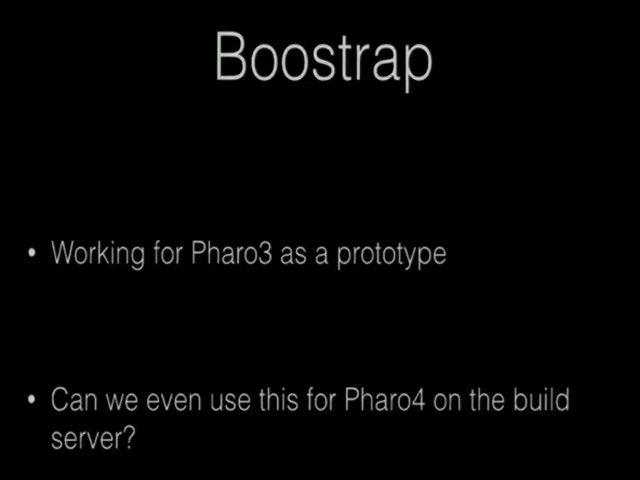 Boostrap
• Working for Pharo3 as a prototype
• Can we even use this for Pharo4 on the build
server?